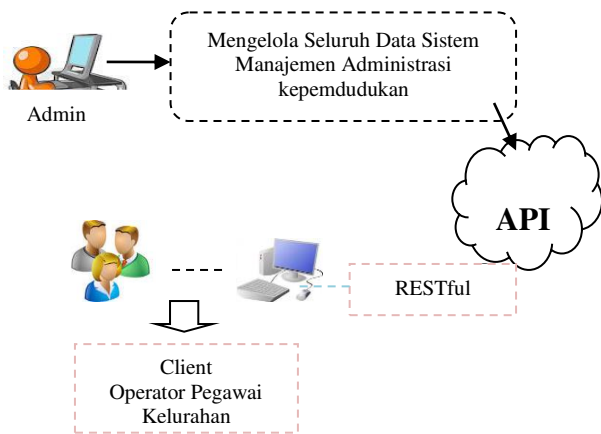 Mengelola Seluruh Data Sistem
Manajemen Administrasi
kepemdudukan
Admin
API
RESTful
Client
Operator Pegawai
Kelurahan